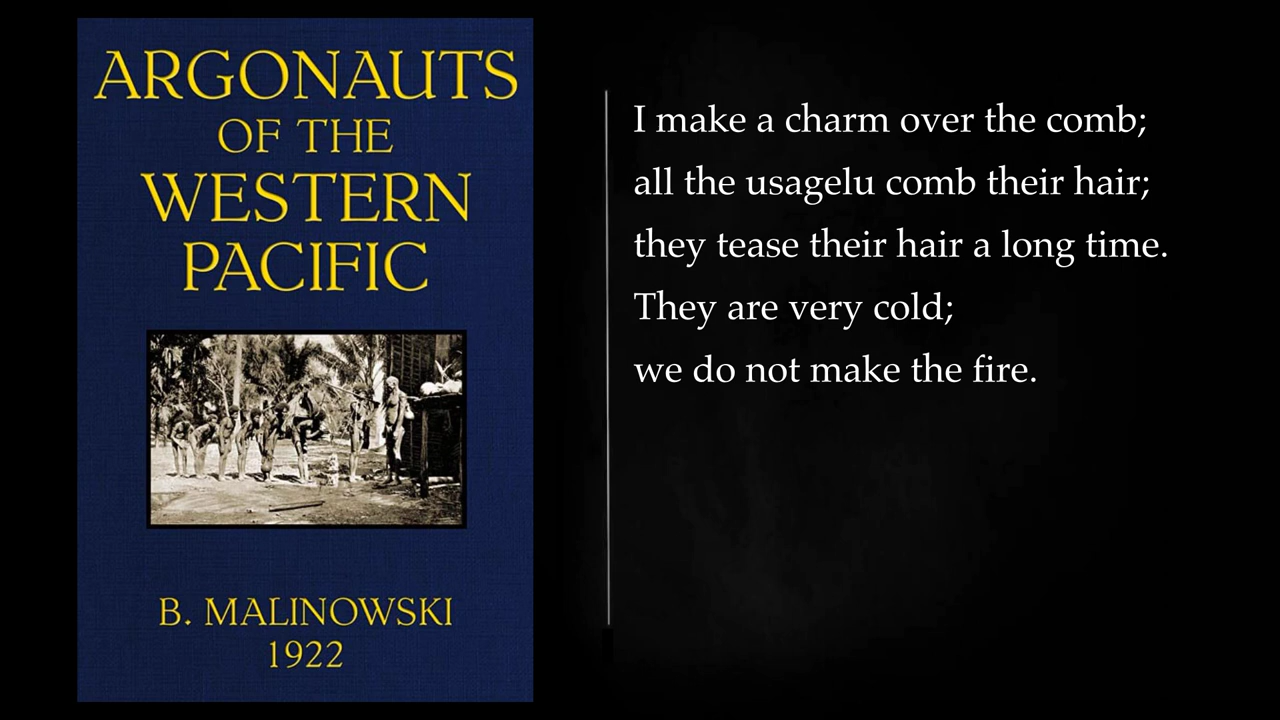 ARGONAUTS
OF THE
WESTERN
PACIFIC
B. MALINOWSKI
1922
I make a charm over the comb;
all the usagelu comb their hair;
they tease their hair a long time.
They are very cold;
we do not make the fire.